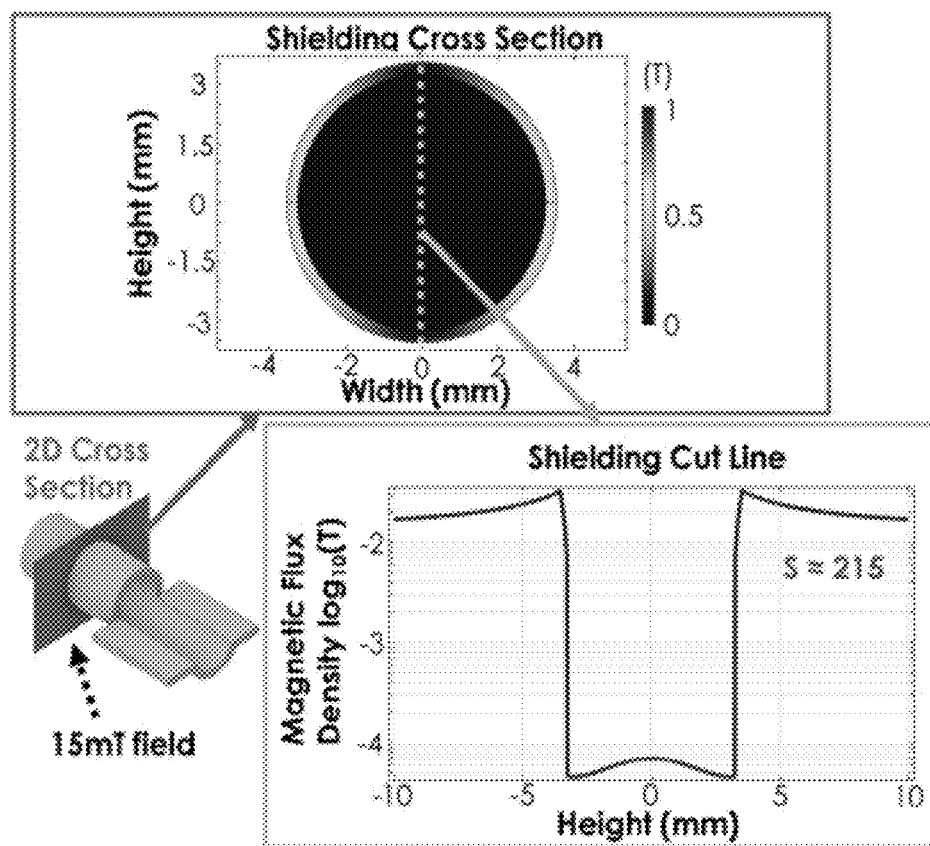 Shielding Cross Section
Height (mm)
3
1.5
0
-1.5
-3
-4
-2
0
2
4
Width (mm)
(T)
1
0.5
0
2D Cross
Section
15mT field
Shielding Cut Line
Magnetic Flux
Density log₁₀(T)
-2
-3
-4
S = 215
-10
-5
0
5
10
Height (mm)